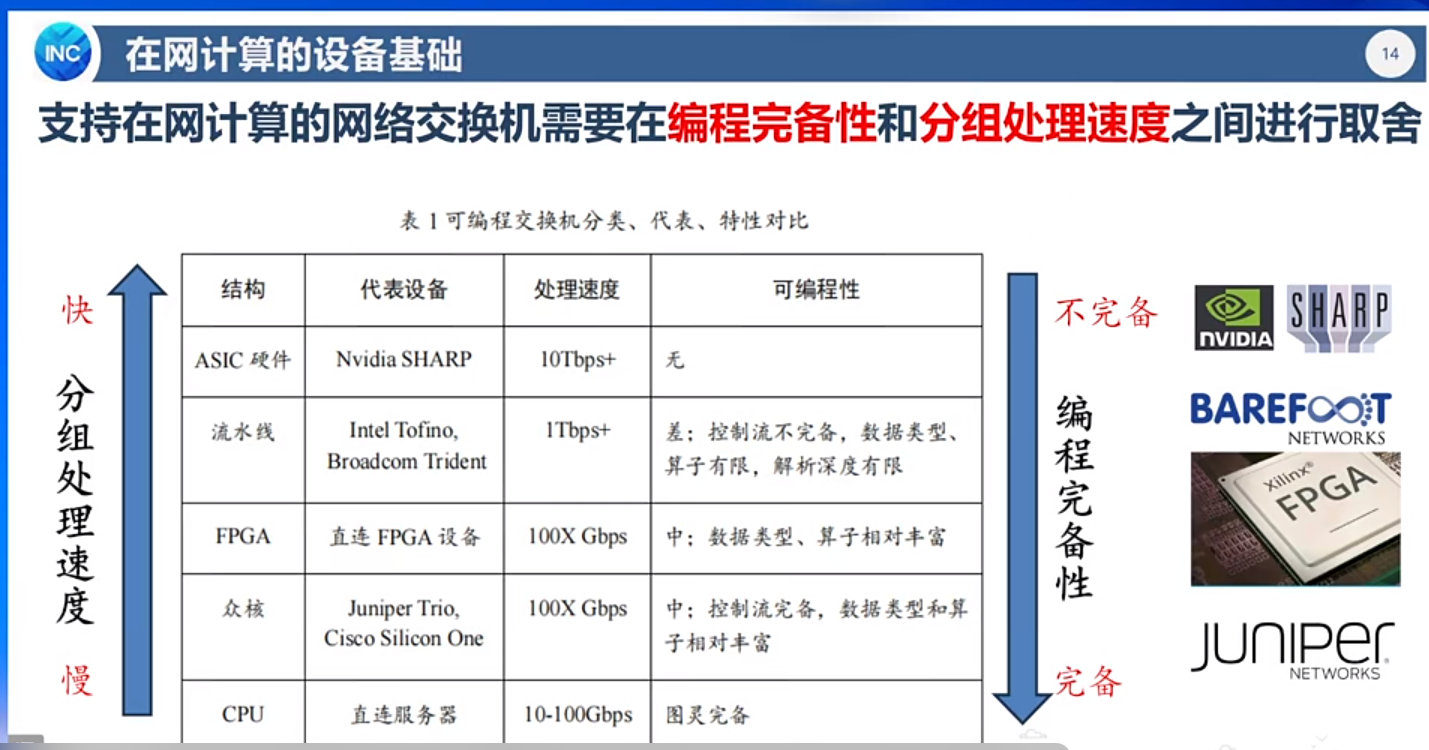 INC
在网计算的设备基础
14
支持在网计算的网络交换机需要在编程完备性和分组处理速度之间进行取舍
表 1 可编程交换机分类、代表、特性对比
快
分组处理速度
慢
结构 代表设备 处理速度 可编程性
ASIC 硬件 Nvidia SHARP 10Tbps+ 无
流水线 Intel Tofino, 1Tbps+ 差；控制流不完备，数据类型、
Broadcom Trident 算子有限，解析深度有限
FPGA 直连 FPGA 设备 100X Gbps 中；数据类型、算子相对丰富
众核 Juniper Trio, 100X Gbps 中；控制流完备，数据类型和算
Cisco Silicon One 子相对丰富
CPU 直连服务器 10-100Gbps 图灵完备
不完备
编程完备性
完备
NVIDIA
SHARP
BAREFOOT
NETWORKS
Xilinx®
FPGA
JUNIPER
NETWORKS